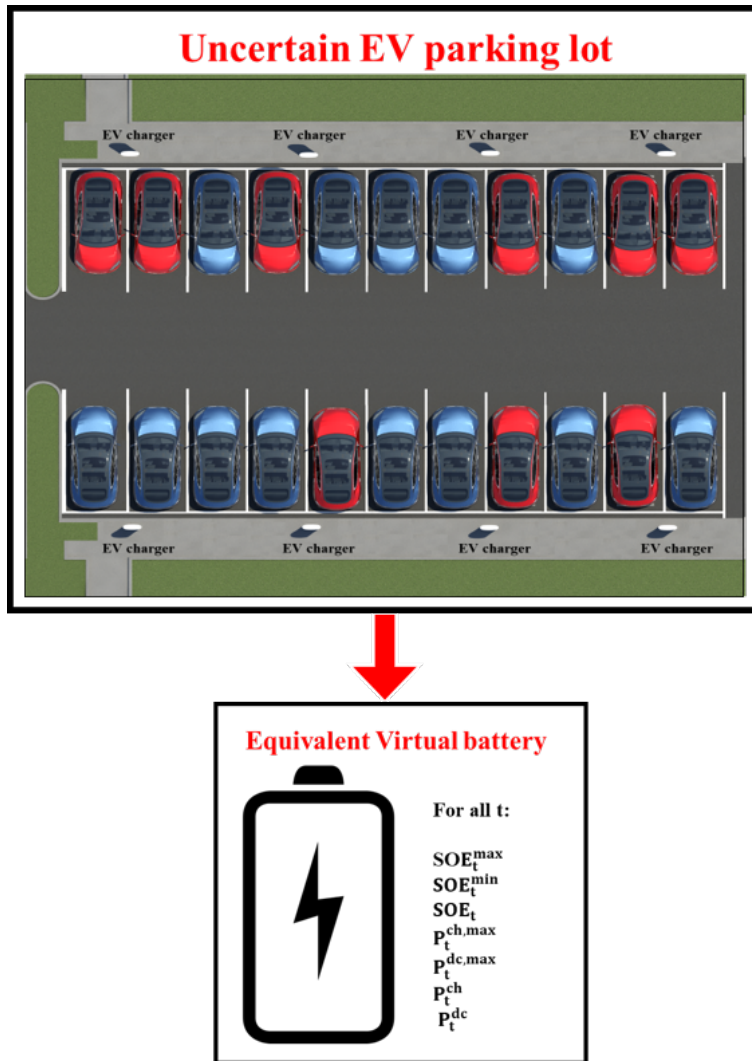 Uncertain EV parking lot
EV charger EV charger EV charger EV charger
EV charger EV charger EV charger EV charger
Equivalent Virtual battery
For all t:
SOE_t^max
SOE_t^min
SOE_t
P_t^ch,max
P_t^dc,max
P_t^ch
P_t^dc